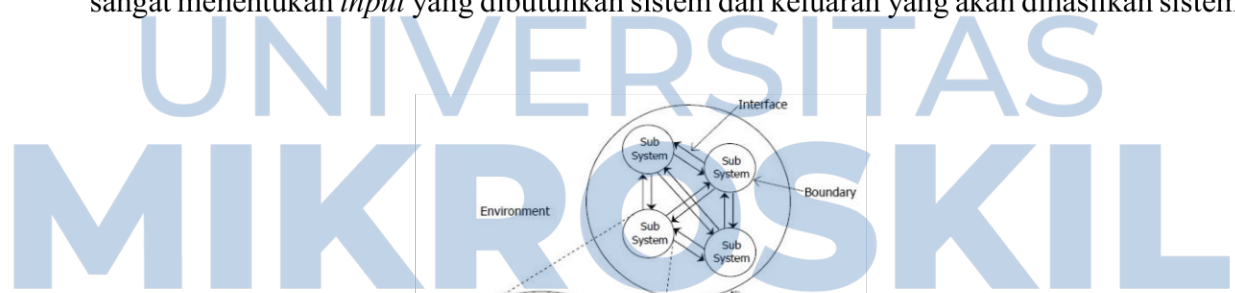 sangat menentukan input yang dibutuhkan sistem dan keluaran yang akan dihasilkan sistem
UNIVERSITAS
MIKROSKIL
Interface
Sub
System
Sub
System
Boundary
Environment
Sub
System
Sub
System